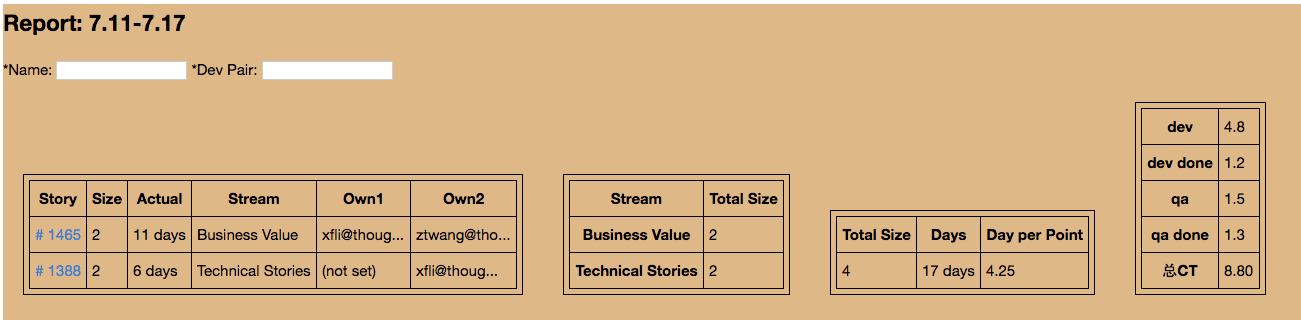 Report: 7.11-7.17
*Name: *Dev Pair:
Story Size Actual Stream Own1 Own2
# 1465 2 11 days Business Value xfli@thoug... ztwang@tho...
# 1388 2 6 days Technical Stories (not set) xfli@thoug...
Stream Total Size
Business Value 2
Technical Stories 2
Total Size Days Day per Point
4 17 days 4.25
dev 4.8
dev done 1.2
qa 1.5
qa done 1.3
总CT 8.80